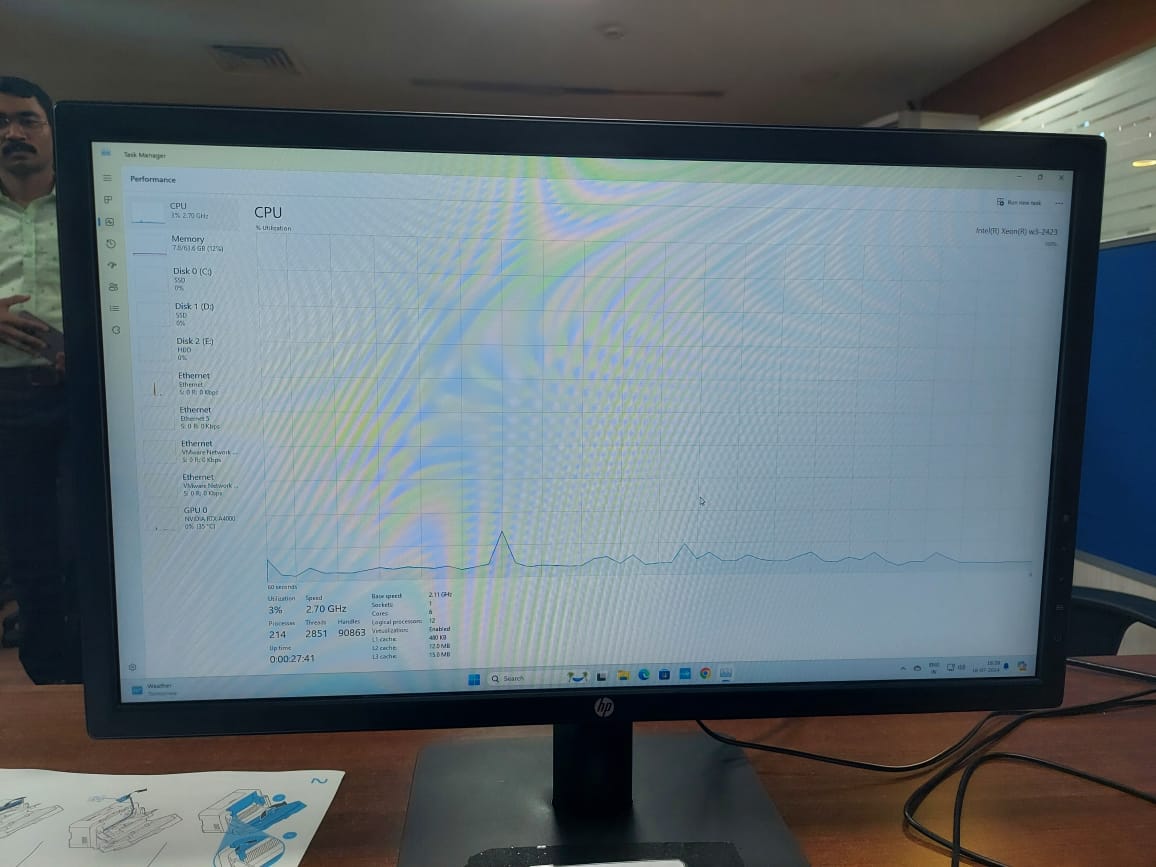 Task Manager
Performance
Run new task
CPU
3% 2.70 GHz
Memory
7.8/63.6 GB (12%)
Disk 0 (C:)
SSD
0%
Disk 1 (D:)
SSD
0%
Disk 2 (E:)
HDD
0%
Ethernet
Ethernet
S: 0 R: 0 Kbps
Ethernet
Ethernet 5
S: 0 R: 0 Kbps
Ethernet
VMware Network ...
S: 0 R: 0 Kbps
Ethernet
VMware Network ...
S: 0 R: 0 Kbps
GPU 0
NVIDIA RTX A4000
0% (35 °C)
CPU
Intel(R) Xeon(R) w3-2423
% Utilization
100%
60 seconds
0
Utilization
3%
Speed
2.70 GHz
Processes
214
Threads
2851
Handles
90863
Up time
0:00:27:41
Base speed: 2.11 GHz
Sockets: 1
Cores: 6
Logical processors: 12
Virtualization: Enabled
L1 cache: 480 KB
L2 cache: 12.0 MB
L3 cache: 15.0 MB
Weather
Search
ENG
IN
hp
2